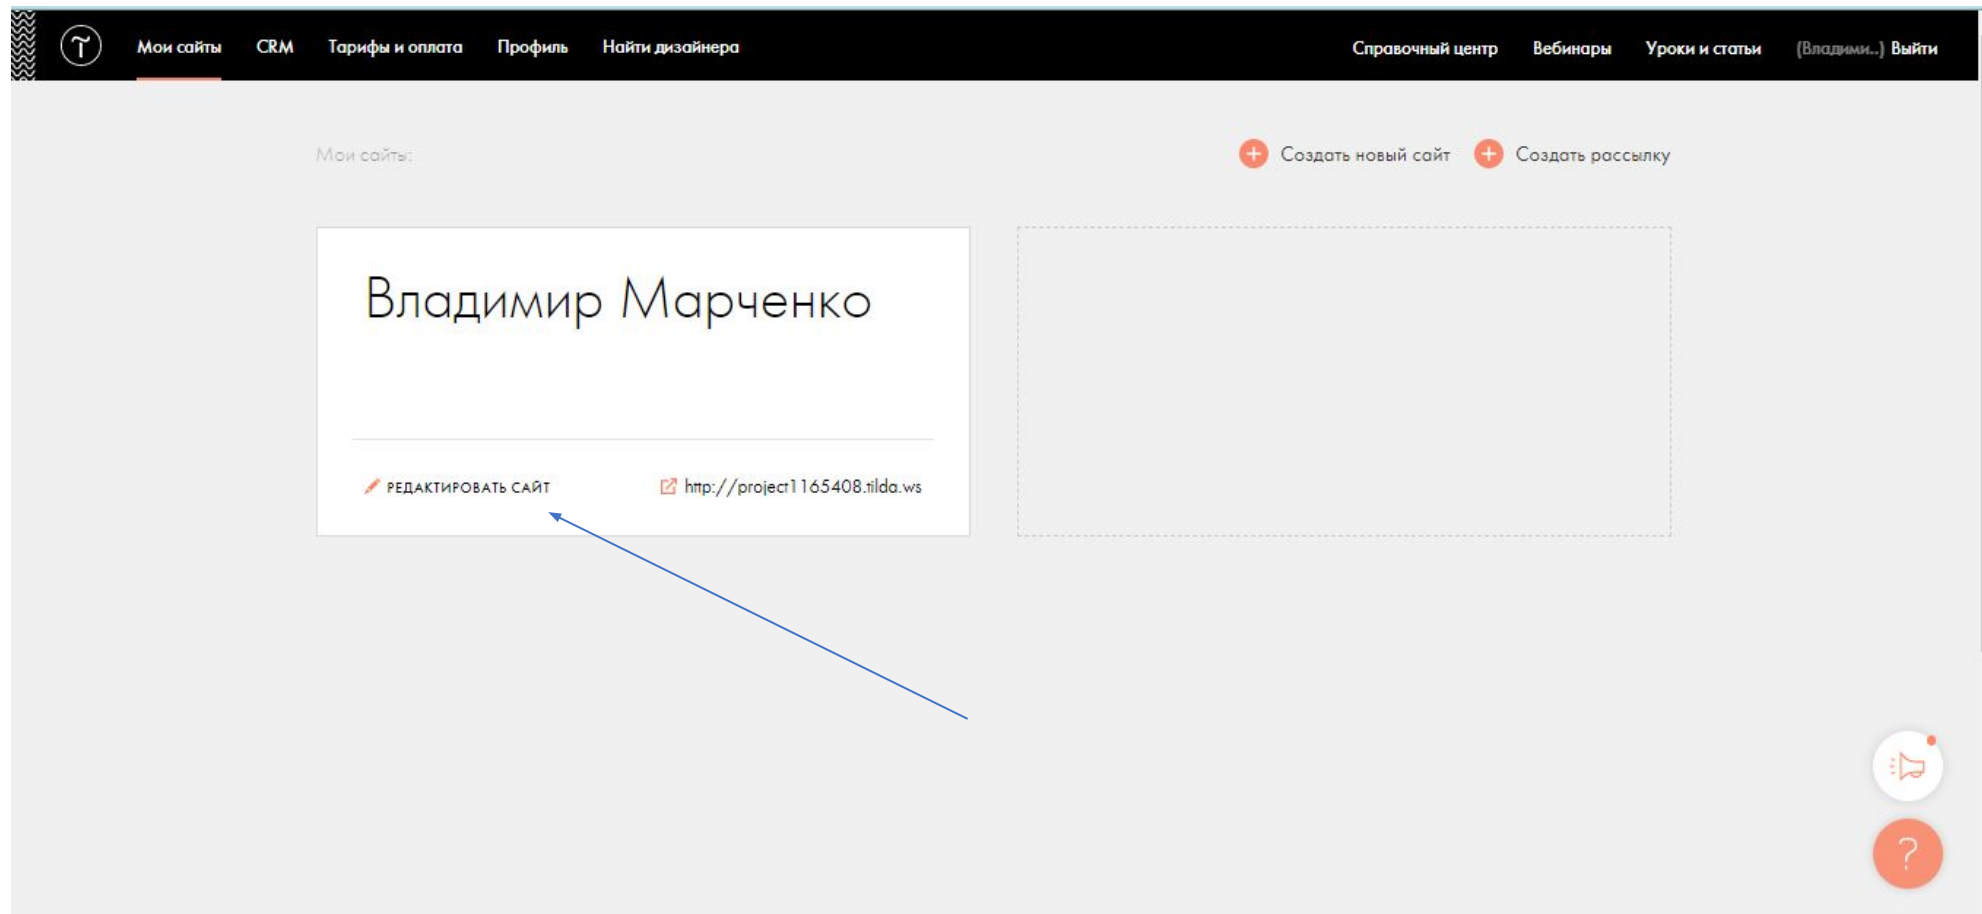 Мои сайты CRM Тарифы и оплата Профиль Найти дизайнера Справочный центр Вебинары Уроки и статьи (Владими..) Выйти
Мои сайты: + Создать новый сайт + Создать рассылку
Владимир Марченко
РЕДАКТИРОВАТЬ САЙТ http://project1165408.tilda.ws
?